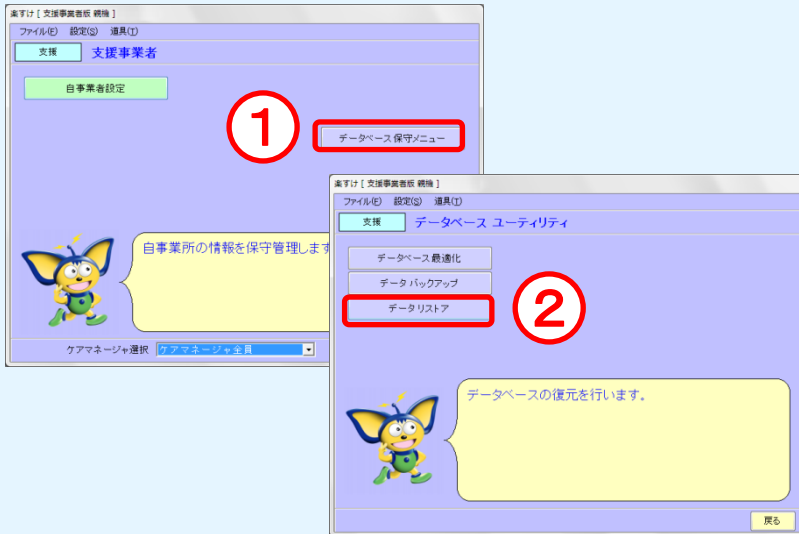 楽すけ [ 支援事業者版 親機 ]
ファイル(F) 設定(S) 道具(T)
支援 支援事業者
自事業者設定
①
データベース保守メニュー
自事業所の情報を保守管理します
ケアマネージャ選択 ケアマネージャ全員
楽すけ [ 支援事業者版 親機 ]
ファイル(F) 設定(S) 道具(T)
支援 データベース ユーティリティ
データベース最適化
データ バックアップ
データリストア
②
データベースの復元を行います。
戻る